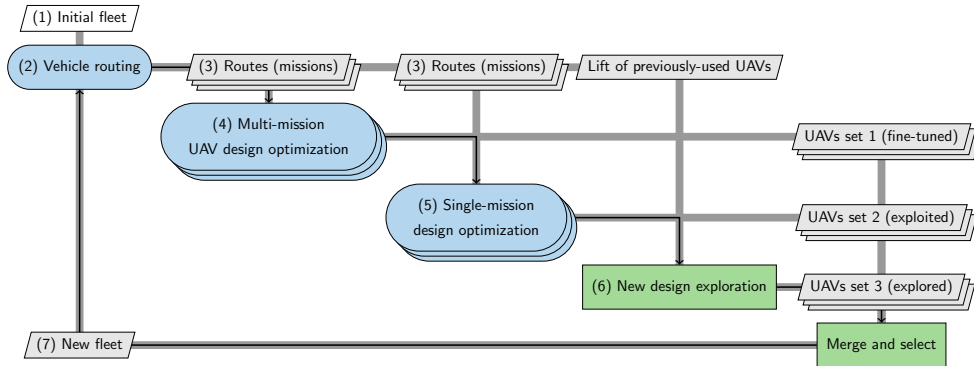 (1) Initial fleet
(2) Vehicle routing
(3) Routes (missions)
(3) Routes (missions)
Lift of previously-used UAVs
(4) Multi-mission
UAV design optimization
UAVs set 1 (fine-tuned)
(5) Single-mission
design optimization
UAVs set 2 (exploited)
(6) New design exploration
UAVs set 3 (explored)
(7) New fleet
Merge and select